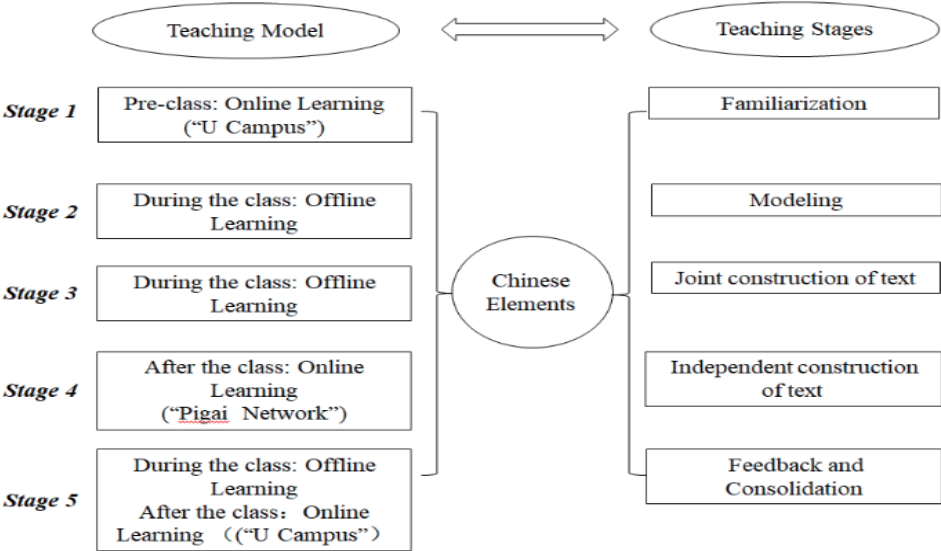 Teaching Model
Teaching Stages
Stage 1
Pre-class: Online Learning
(“U Campus”)
Familiarization
Stage 2
During the class: Offline
Learning
Modeling
Stage 3
During the class: Offline
Learning
Chinese
Elements
Joint construction of text
Stage 4
After the class: Online
Learning
(“Pigai Network”)
Independent construction
of text
Stage 5
During the class: Offline
Learning
After the class：Online
Learning （(“U Campus”）
Feedback and
Consolidation